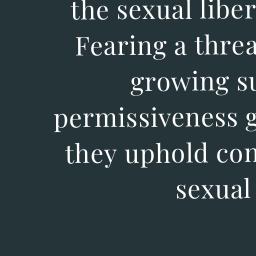 the sexual liber
Fearing a threa
growing su
permissiveness g
they uphold con
sexual